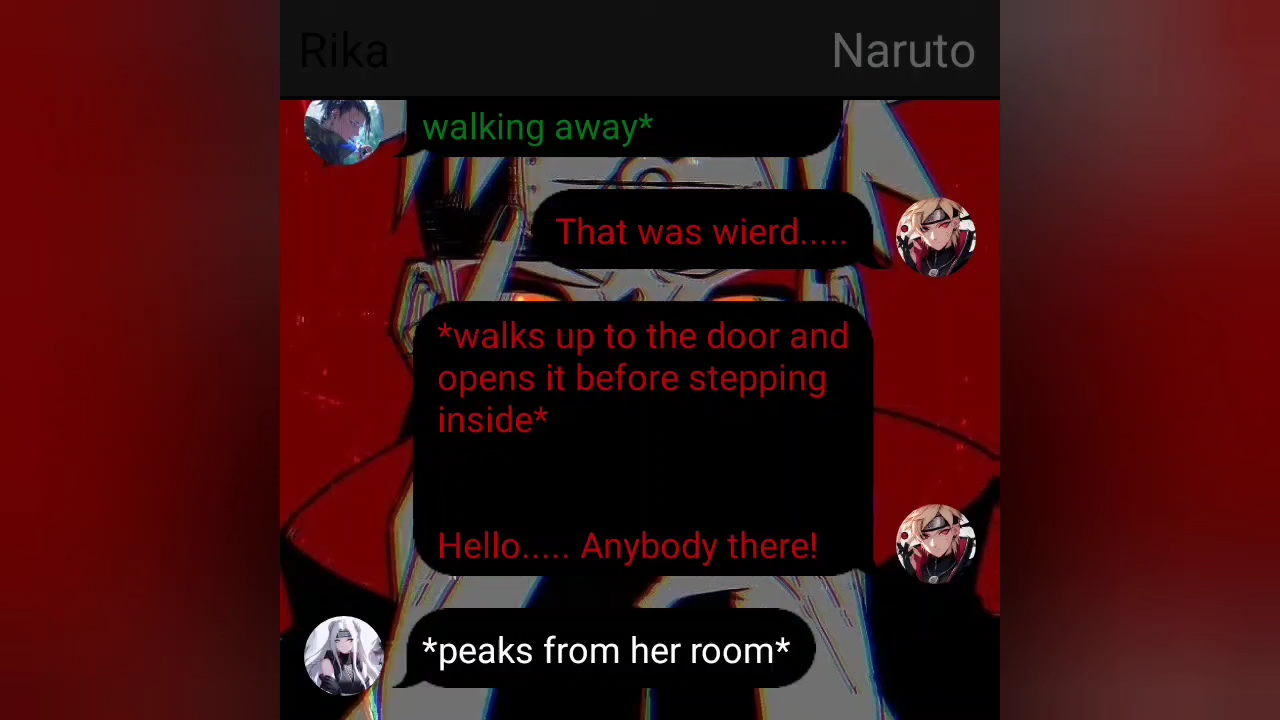 Rika
Naruto
walking away*
That was wierd.....
*walks up to the door and
opens it before stepping
inside*
Hello..... Anybody there!
*peaks from her room*